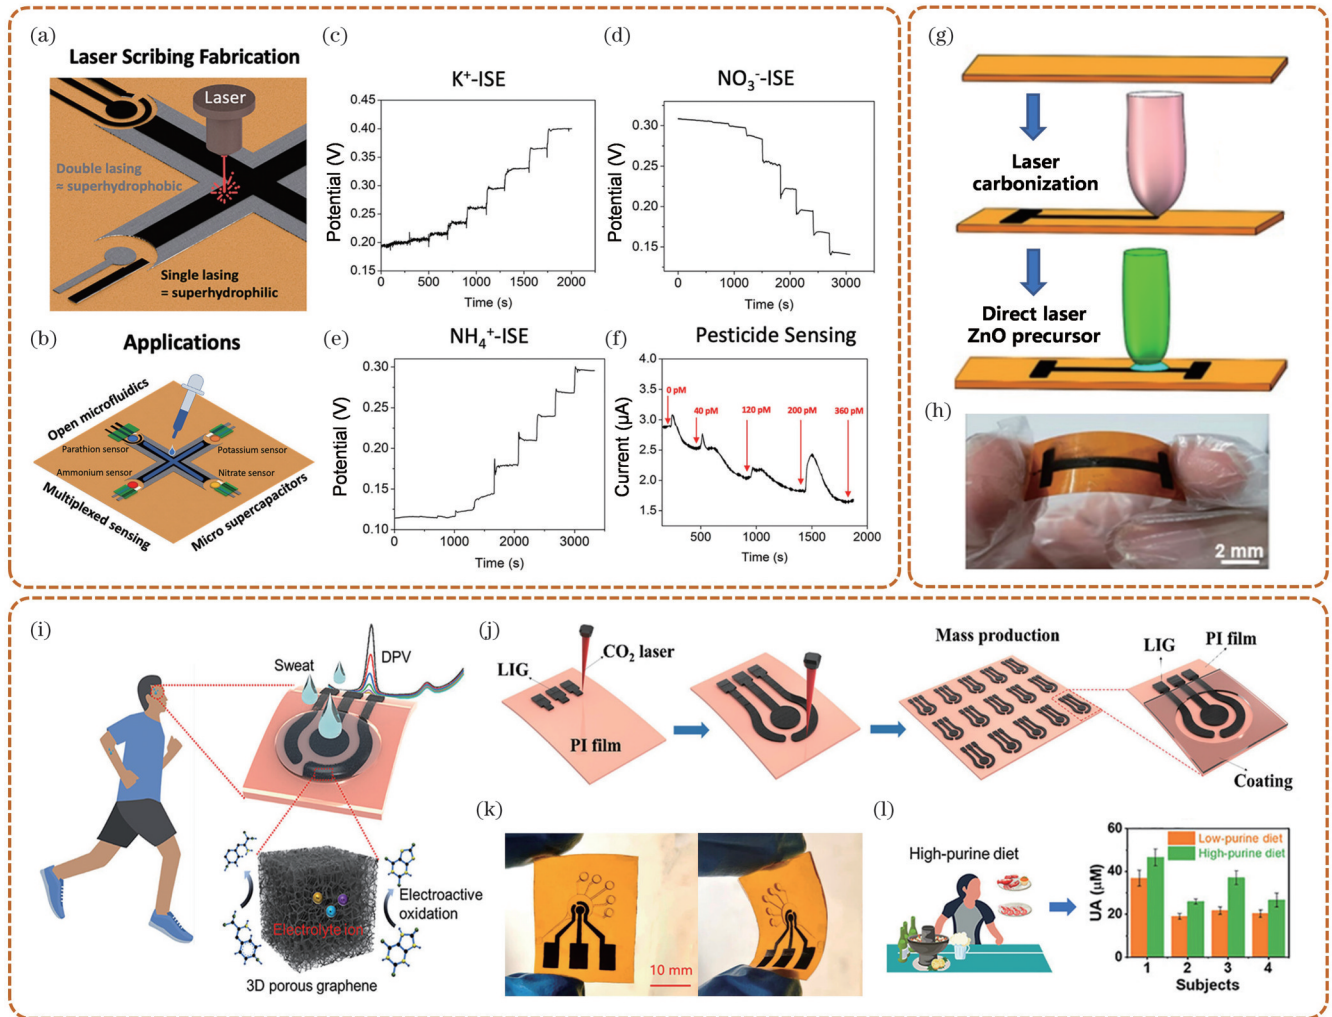 (a)
Laser Scribing Fabrication
Laser
Double lasing
= superhydrophobic
Single lasing
= superhydrophilic
(b)
Applications
Open microfluidics
Parathion sensor
Potassium sensor
Ammonium sensor
Nitrate sensor
Multiplexed sensing
Micro supercapacitors
(c)
K⁺-ISE
Potential (V)
0.45
0.40
0.35
0.30
0.25
0.20
0.15
0
500
1000
1500
2000
Time (s)
(d)
NO₃⁻-ISE
Potential (V)
0.30
0.25
0.20
0.15
0
1000
2000
3000
Time (s)
(e)
NH₄⁺-ISE
Potential (V)
0.30
0.25
0.20
0.15
0.10
0
1000
2000
3000
Time (s)
(f)
Pesticide Sensing
Current (μA)
4.0
3.5
3.0
2.5
2.0
1.5
0 pM
40 pM
120 pM
200 pM
360 pM
500
1000
1500
2000
Time (s)
(g)
Laser
carbonization
Direct laser
ZnO precursor
(h)
2 mm
(i)
Sweat
DPV
Electrolyte ion
Electroactive
oxidation
3D porous graphene
(j)
LIG
CO₂ laser
PI film
Mass production
LIG
PI film
Coating
(k)
10 mm
(l)
High-purine diet
UA (μM)
60
40
20
0
Low-purine diet
High-purine diet
1
2
3
4
Subjects